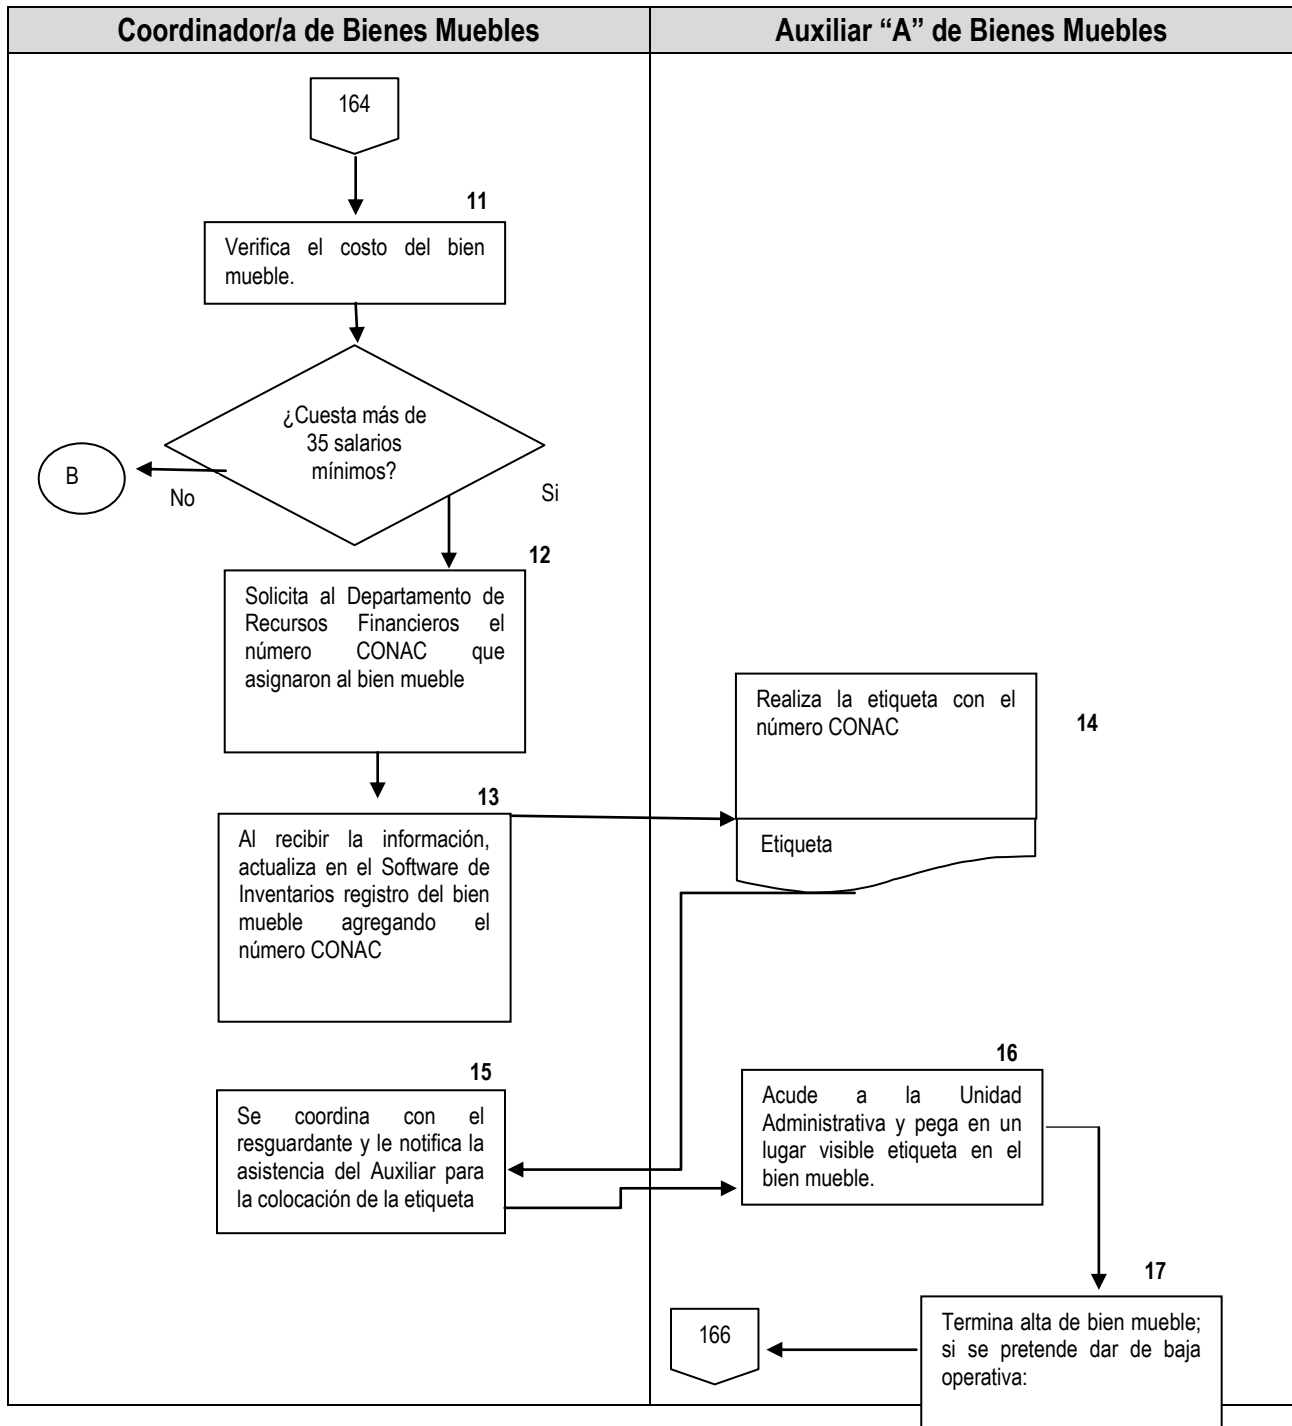 Coordinador/a de Bienes Muebles
Auxiliar “A” de Bienes Muebles
164
11
Verifica el costo del bien
mueble.
¿Cuesta más de
35 salarios
mínimos?
B
No
Si
12
Solicita al Departamento de
Recursos Financieros el
número CONAC que
asignaron al bien mueble
13
Al recibir la información,
actualiza en el Software de
Inventarios registro del bien
mueble agregando el
número CONAC
Realiza la etiqueta con el
número CONAC
14
Etiqueta
15
Se coordina con el
resguardante y le notifica la
asistencia del Auxiliar para
la colocación de la etiqueta
16
Acude a la Unidad
Administrativa y pega en un
lugar visible etiqueta en el
bien mueble.
17
Termina alta de bien mueble;
si se pretende dar de baja
operativa:
166